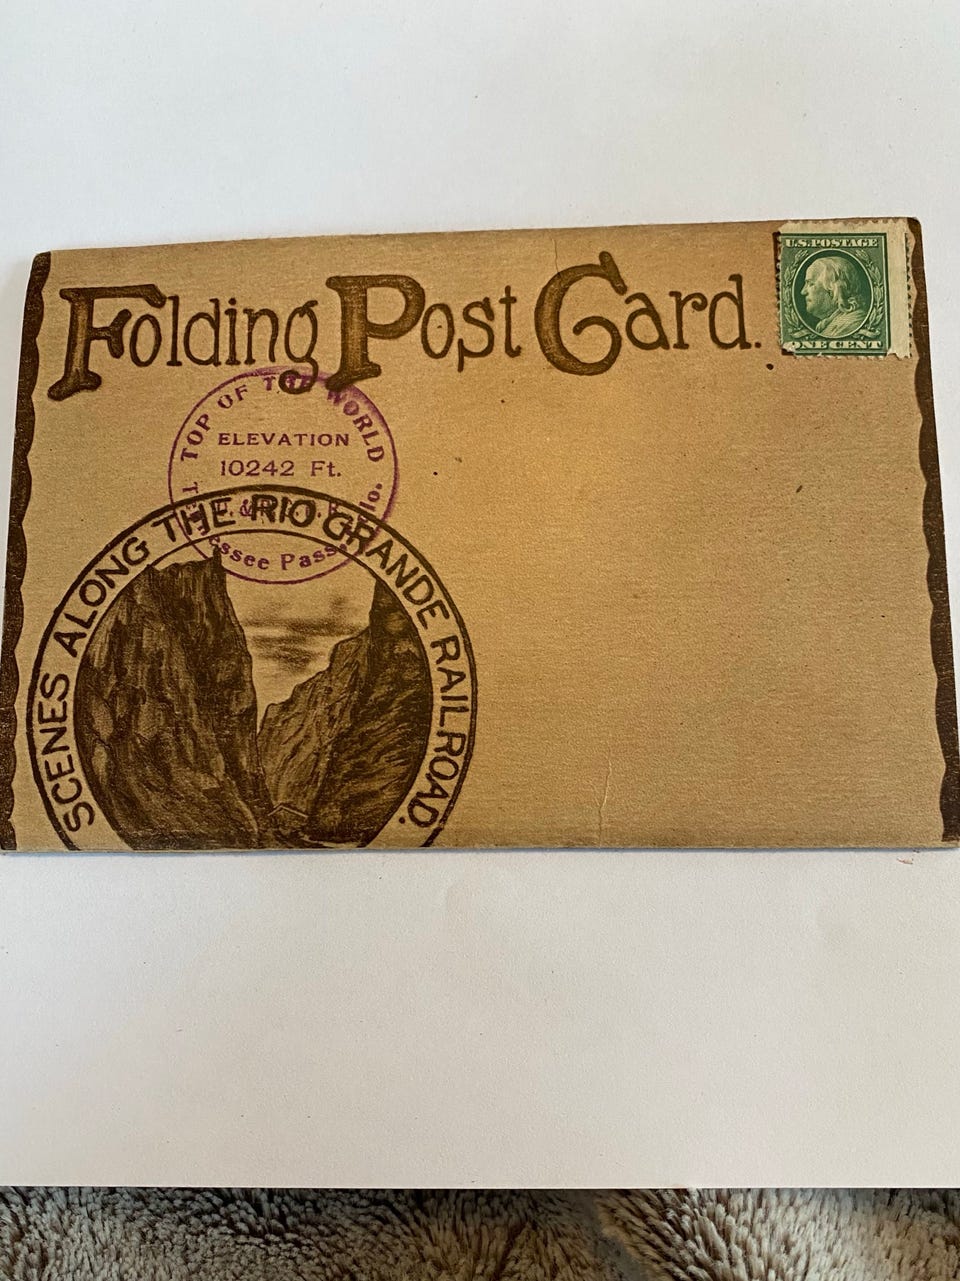 Folding Post Card.
U.S. POSTAGE
ONE CENT
TOP OF THE WORLD
ELEVATION
10242 Ft.
Pass
SCENES ALONG THE RIO GRANDE RAILROAD.